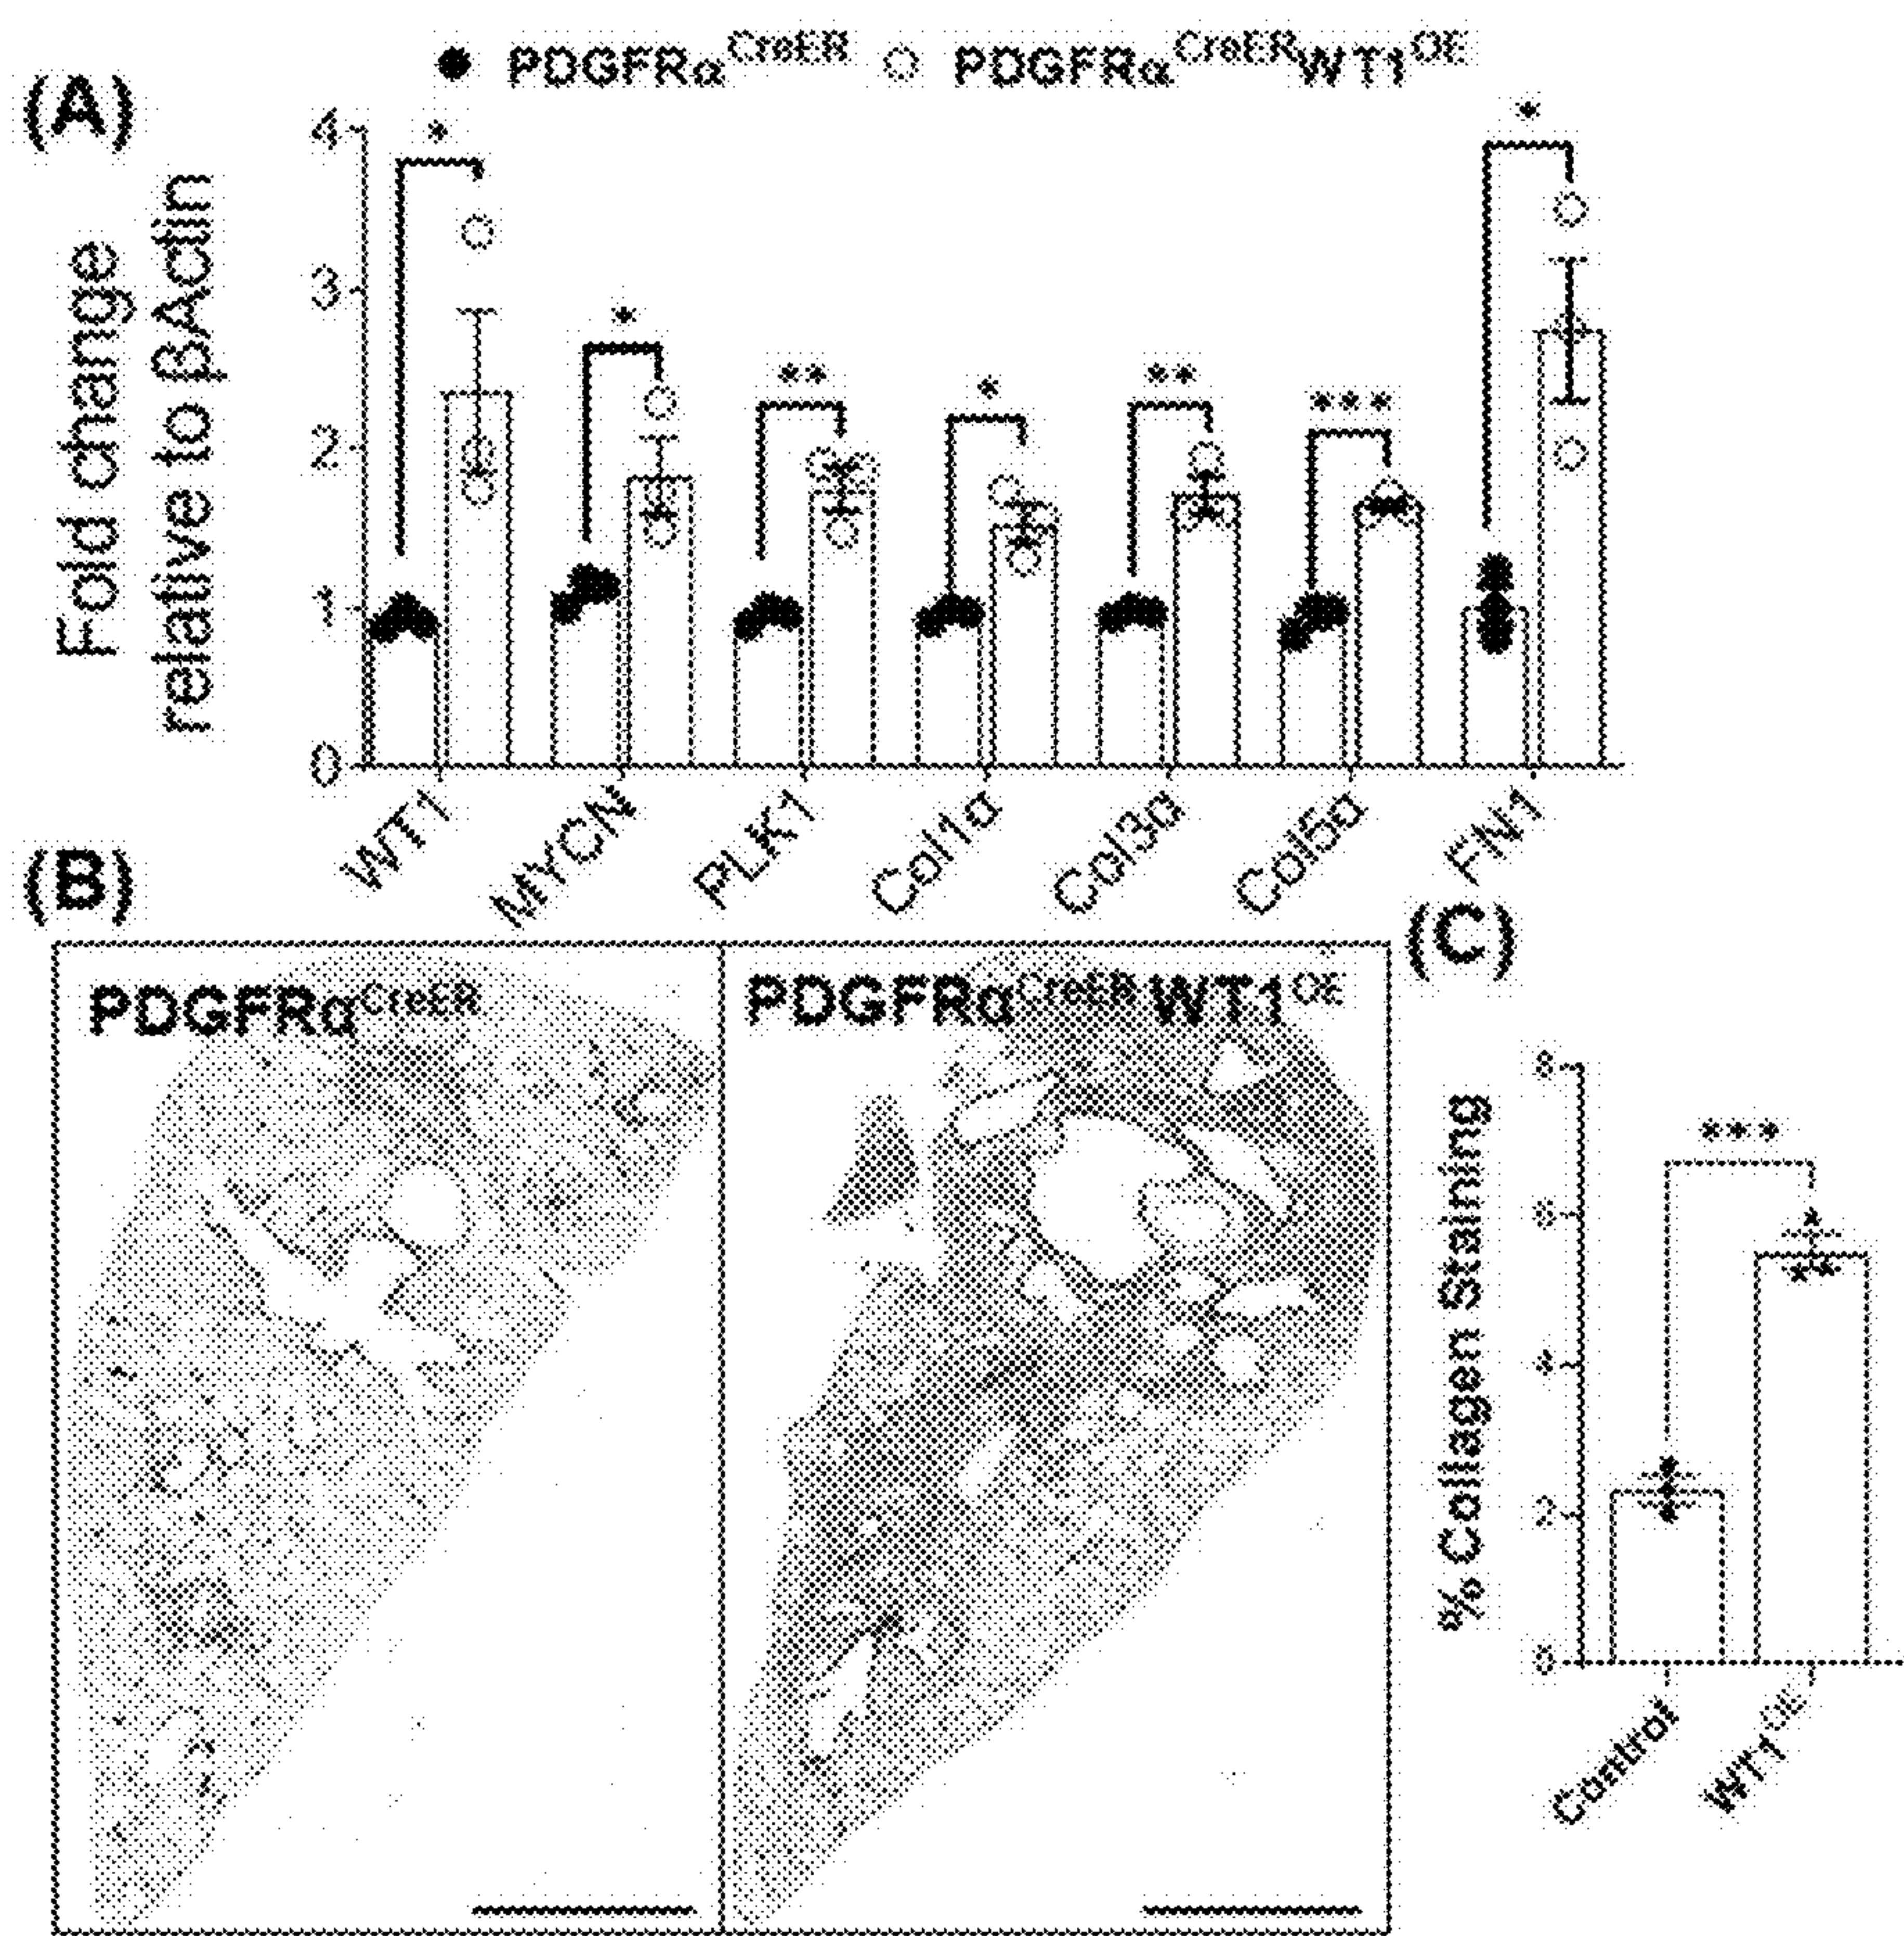 PDGFRα^CreER PDGFRα^CreER WT1^OE
(A)
Fold change
relative to βActin
4
3
2
1
0
*
*
**
*
**
***
*
WT1
MYCN
PLK1
Col1α
Col3α
Col5α
FN1
(B)
PDGFRα^CreER
PDGFRα^CreER WT1^OE
(C)
% Collagen Staining
8
6
4
2
0
***
Control
WT1^OE